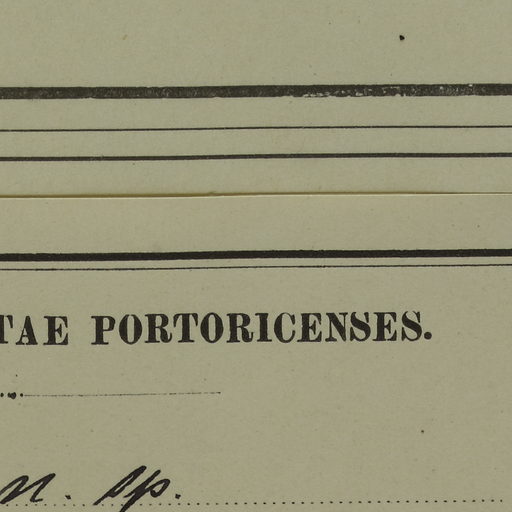 TAE PORTORICENSES.
n. sp.